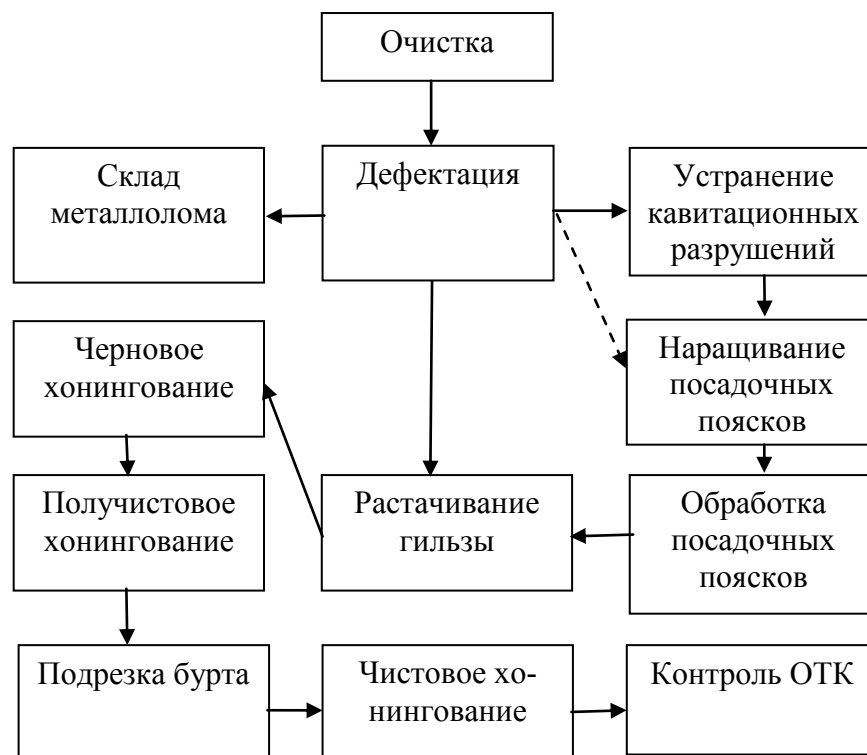 Очистка
Склад
металлолома
Дефектация
Устранение
кавитационных
разрушений
Черновое
хонингование
Наращивание
посадочных
поясков
Получистовое
хонингование
Растачивание
гильзы
Обработка
посадочных
поясков
Подрезка бурта
Чистовое хо-
нингование
Контроль ОТК